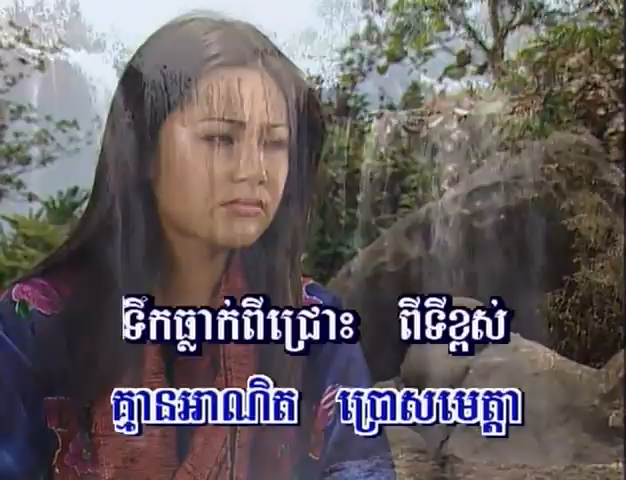 ទឹកធ្លាក់ពីជ្រោះ ពីទីខ្ពស់
គ្មានអាណិត ប្រោសមេត្តា